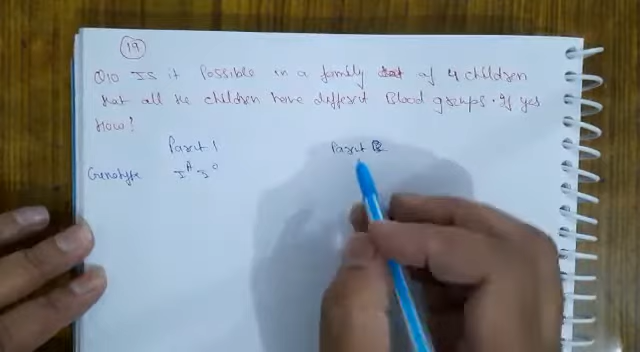 19
Q10 Is it Possible in a family of 4 children
that all the children have different Blood groups. If yes
How?
Parent 1 Parent 2
Genotype I^A I^O